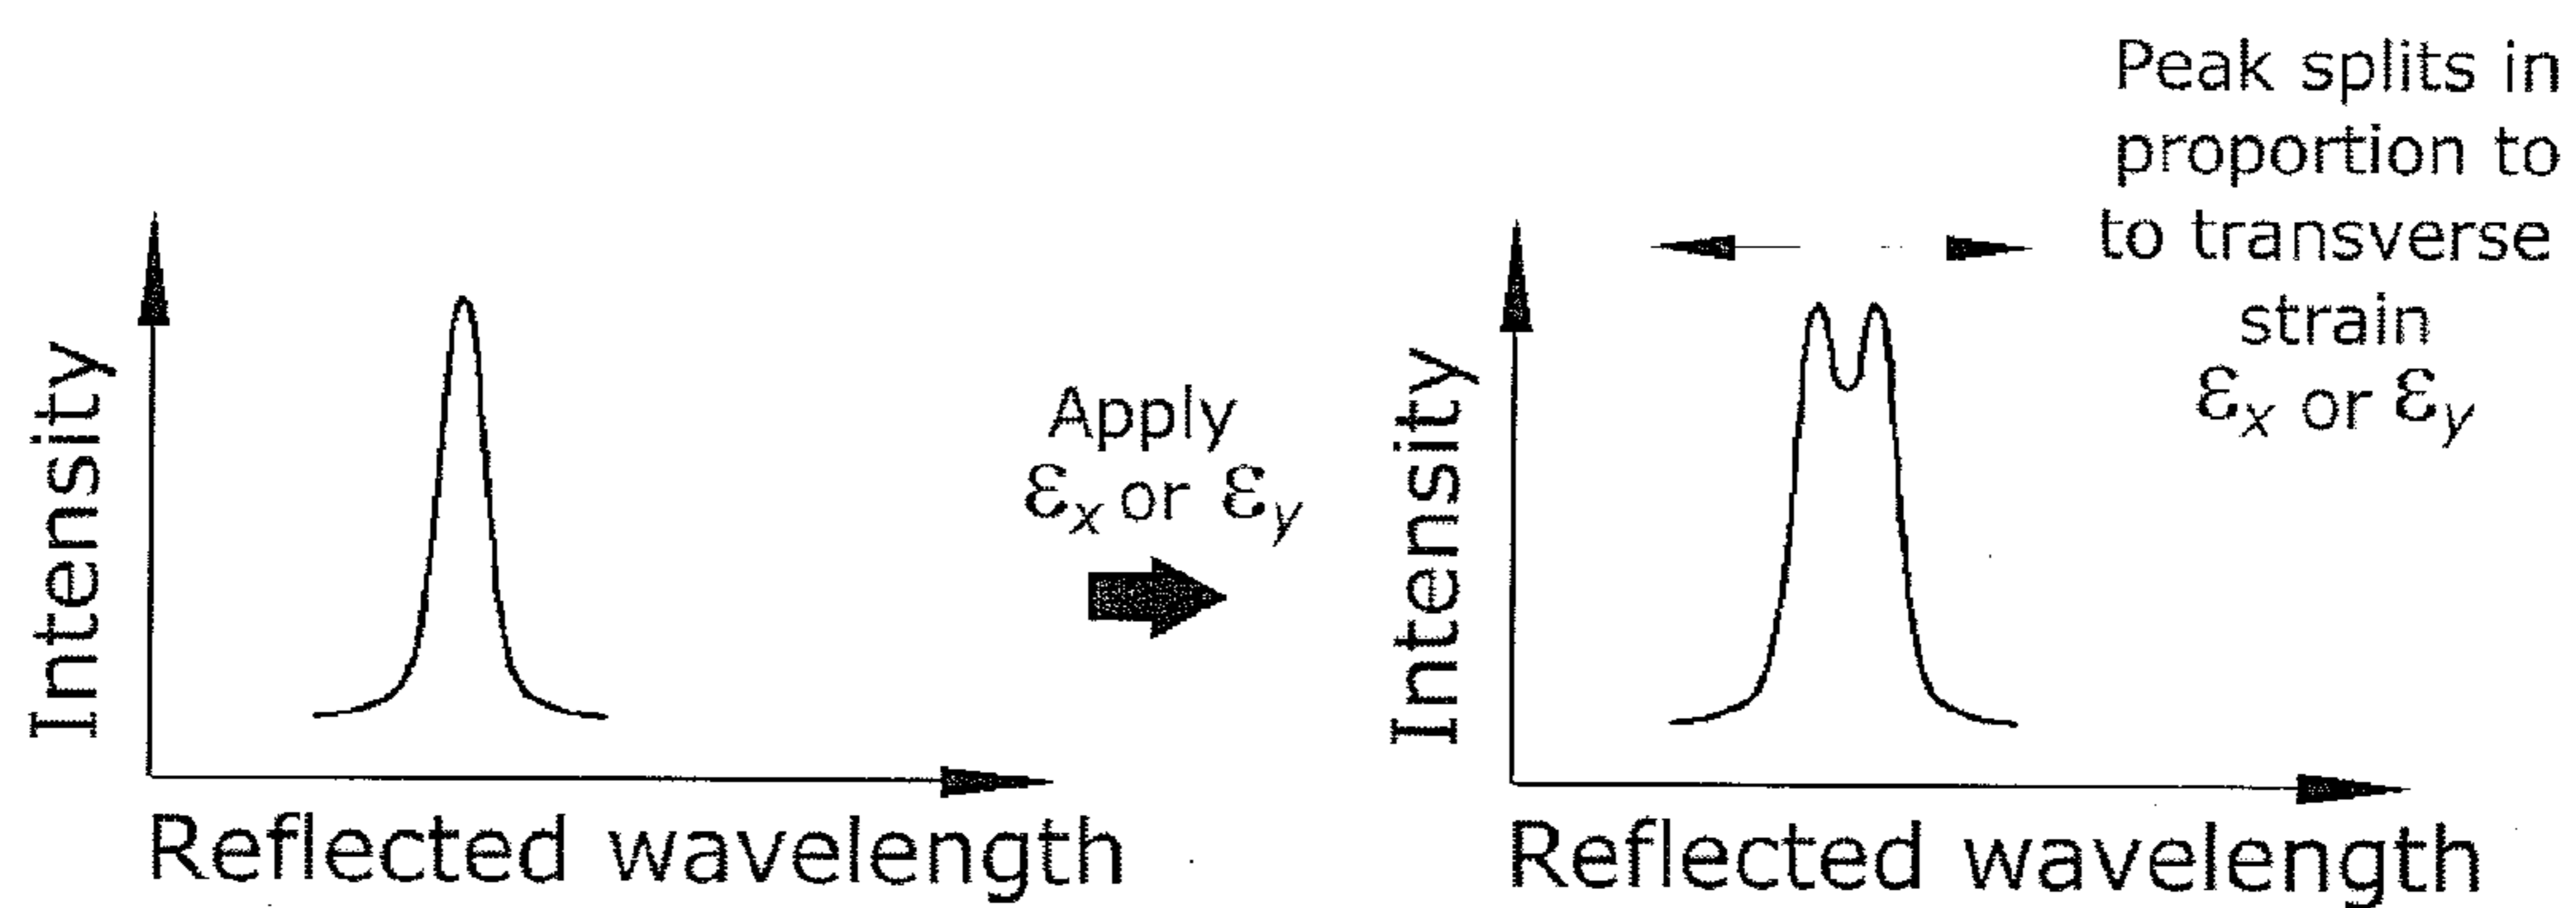 Intensity
Reflected wavelength
Apply
εx or εy
Intensity
Reflected wavelength
Peak splits in
proportion to
to transverse
strain
εx or εy